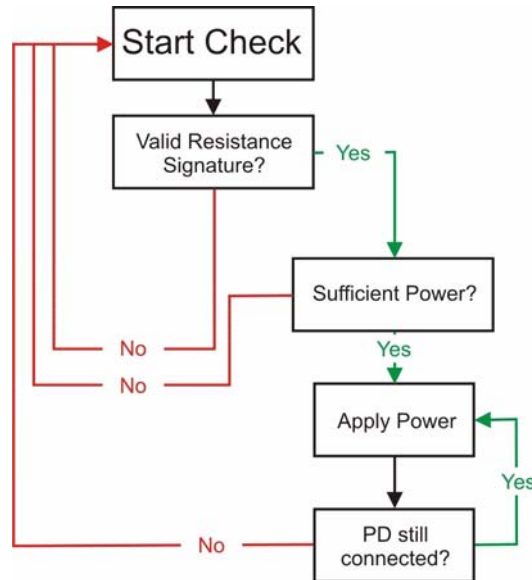 Start Check
Valid Resistance
Signature?
Yes
Sufficient Power?
No
Yes
No
Apply Power
Yes
PD still
connected?
No